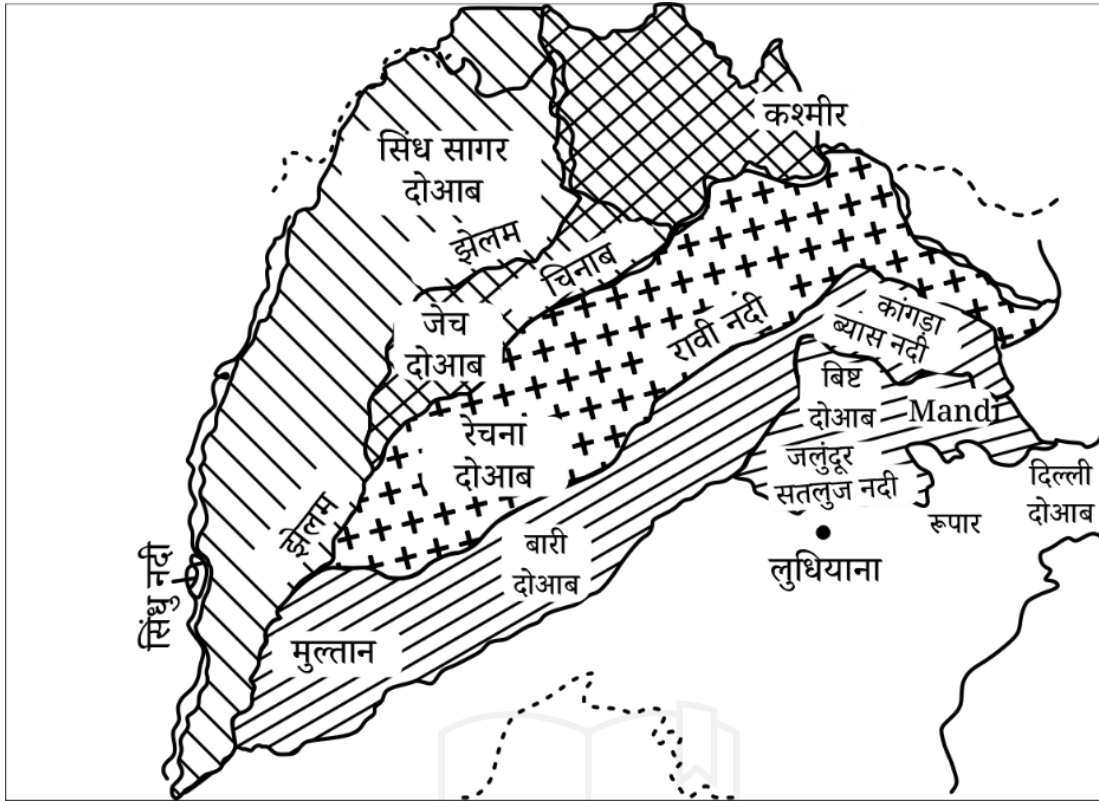 कश्मीर
सिंध सागर
दोआब
झेलम
चिनाब
जेच
दोआब
रावी नदी
कांगड़ा
ब्यास नदी
बिष्ट
दोआब
Mandi
रेचना
दोआब
जलुंदूर
सतलुज नदी
दिल्ली
दोआब
रूपार
झेलम
बारी
दोआब
लुधियाना
सिंधु नदी
मुल्तान